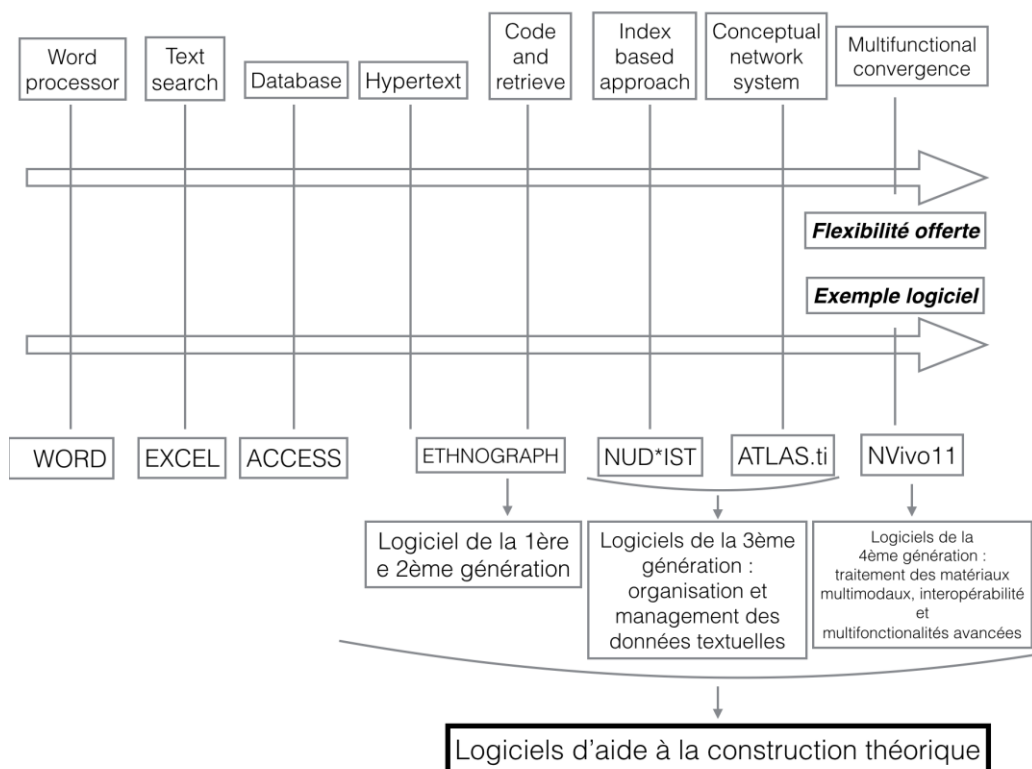 Word
processor
Text
search
Database
Hypertext
Code
and
retrieve
Index
based
approach
Conceptual
network
system
Multifunctional
convergence
Flexibilité offerte
Exemple logiciel
WORD
EXCEL
ACCESS
ETHNOGRAPH
NUD*IST
ATLAS.ti
NVivo11
Logiciel de la 1ère
e 2ème génération
Logiciels de la 3ème
génération :
organisation et
management des
données textuelles
Logiciels de la
4ème génération :
traitement des matériaux
multimodaux, interopérabilité
et
multifonctionalités avancées
Logiciels d'aide à la construction théorique